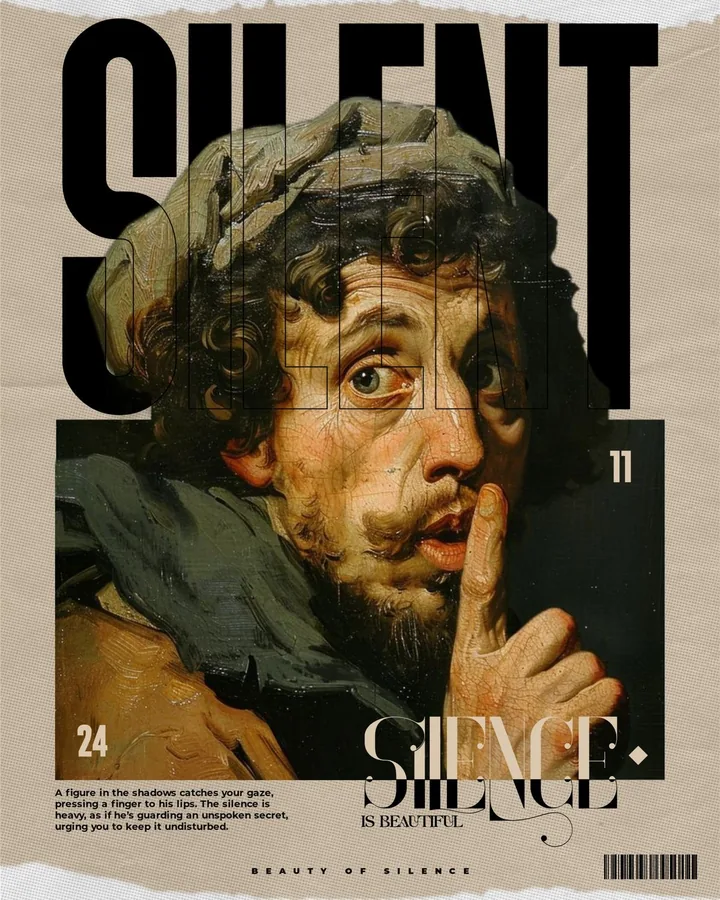 SILENT
11
24
SILENCE
IS BEAUTIFUL
A figure in the shadows catches your gaze,
pressing a finger to his lips. The silence is
heavy, as if he's guarding an unspoken secret,
urging you to keep it undisturbed.
BEAUTY OF SILENCE